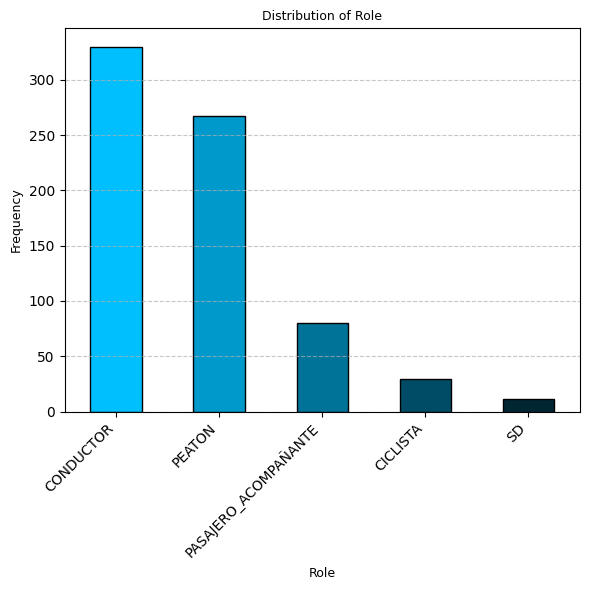 Distribution of Role
Frequency
300
250
200
150
100
50
0
CONDUCTOR
PEATON
PASAJERO_ACOMPAÑANTE
CICLISTA
SD
Role